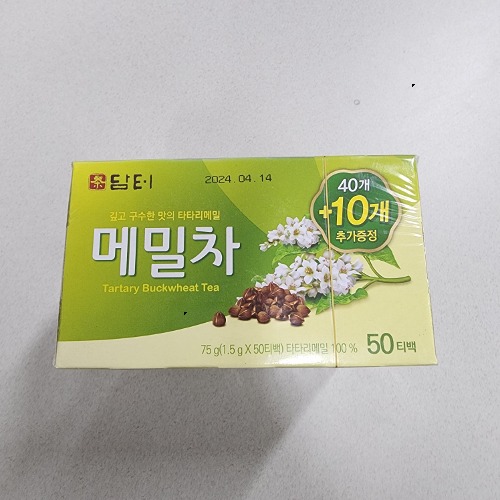 담터
2024.04.14
깊고 구수한 맛의 타타리메밀
메밀차
Tartary Buckwheat Tea
40개
+10개
추가증정
75 g(1.5 g X 50티백) 타타리메밀 100 %
50티백